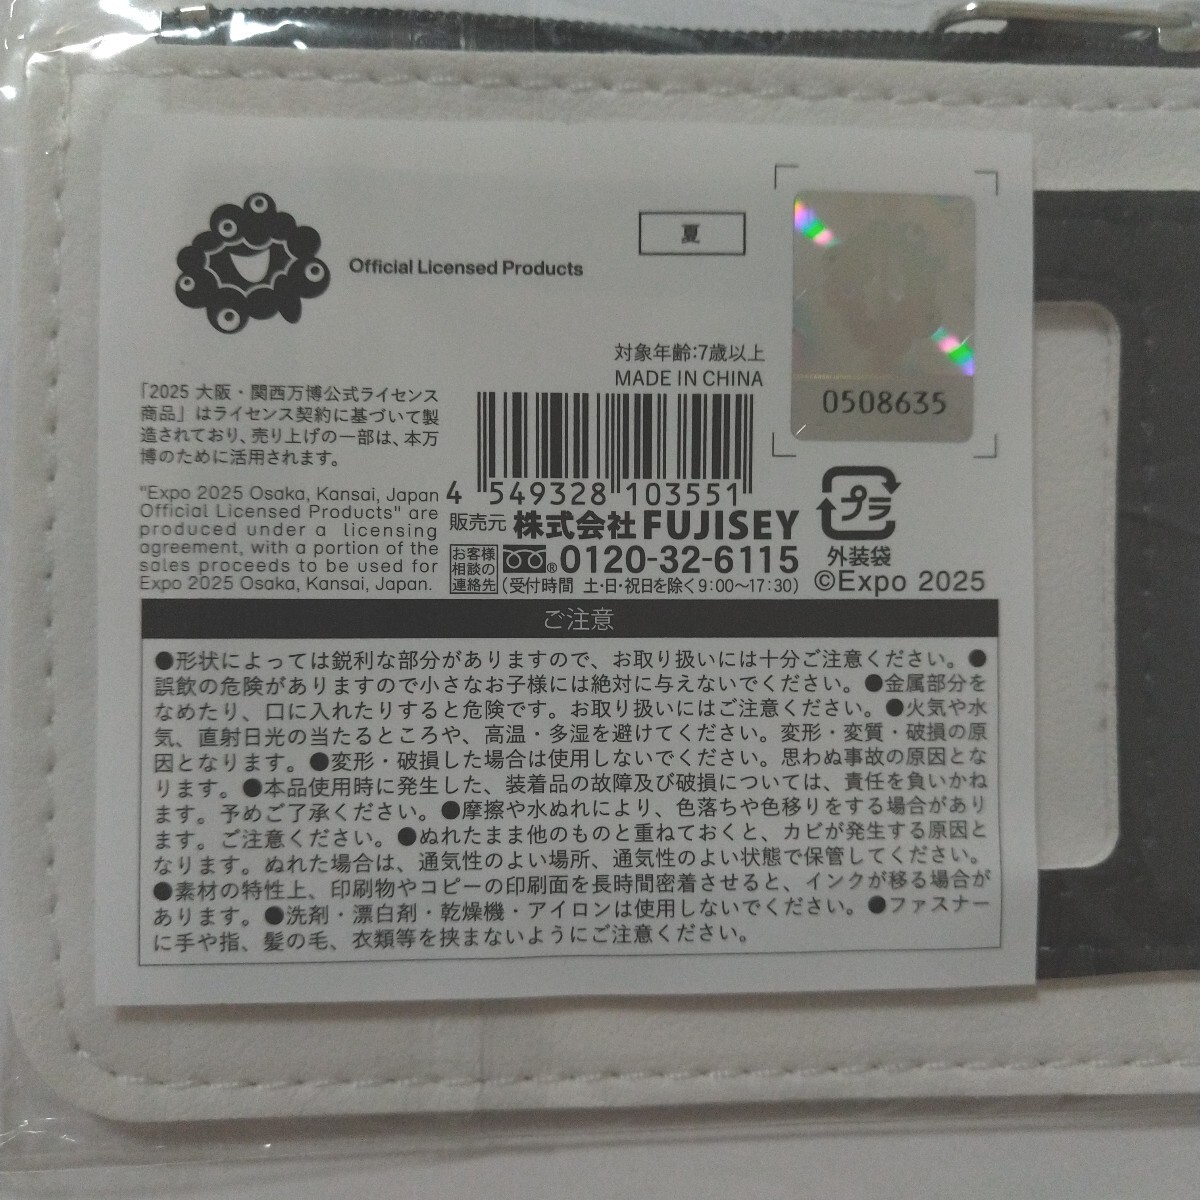 Official Licensed Products
夏
0508635
対象年齢:7歳以上
MADE IN CHINA
「2025 大阪・関西万博公式ライセンス
商品」はライセンス契約に基づいて製
造されており、売り上げの一部は、本万
博のために活用されます。
"Expo 2025 Osaka, Kansai, Japan
Official Licensed Products" are
produced under a licensing
agreement, with a portion of the
sales proceeds to be used for
Expo 2025 Osaka, Kansai, Japan.
4 549328 103551
販売元 株式会社 FUJISEY
お客様
相談の
連絡先
0120-32-6115
(受付時間 土・日・祝日を除く9:00〜17:30)
プラ
外装袋
©Expo 2025
ご注意
●形状によっては鋭利な部分がありますので、お取り扱いには十分ご注意ください。●
誤飲の危険がありますので小さなお子様には絶対に与えないでください。●金属部分を
なめたり、口に入れたりすると危険です。お取り扱いにはご注意ください。●火気や水
気、直射日光の当たるところや、高温・多湿を避けてください。変形・変質・破損の原
因となります。●変形・破損した場合は使用しないでください。思わぬ事故の原因とな
ります。●本品使用時に発生した、装着品の故障及び破損については、責任を負いかね
ます。予めご了承ください。●摩擦や水ぬれにより、色落ちや色移りをする場合があり
ます。ご注意ください。●ぬれたまま他のものと重ねておくと、カビが発生する原因と
なります。ぬれた場合は、通気性のよい場所、通気性のよい状態で保管してください。
●素材の特性上、印刷物やコピーの印刷面を長時間密着させると、インクが移る場合が
あります。●洗剤・漂白剤・乾燥機・アイロンは使用しないでください。●ファスナー
に手や指、髪の毛、衣類等を挟まないようにご注意ください。